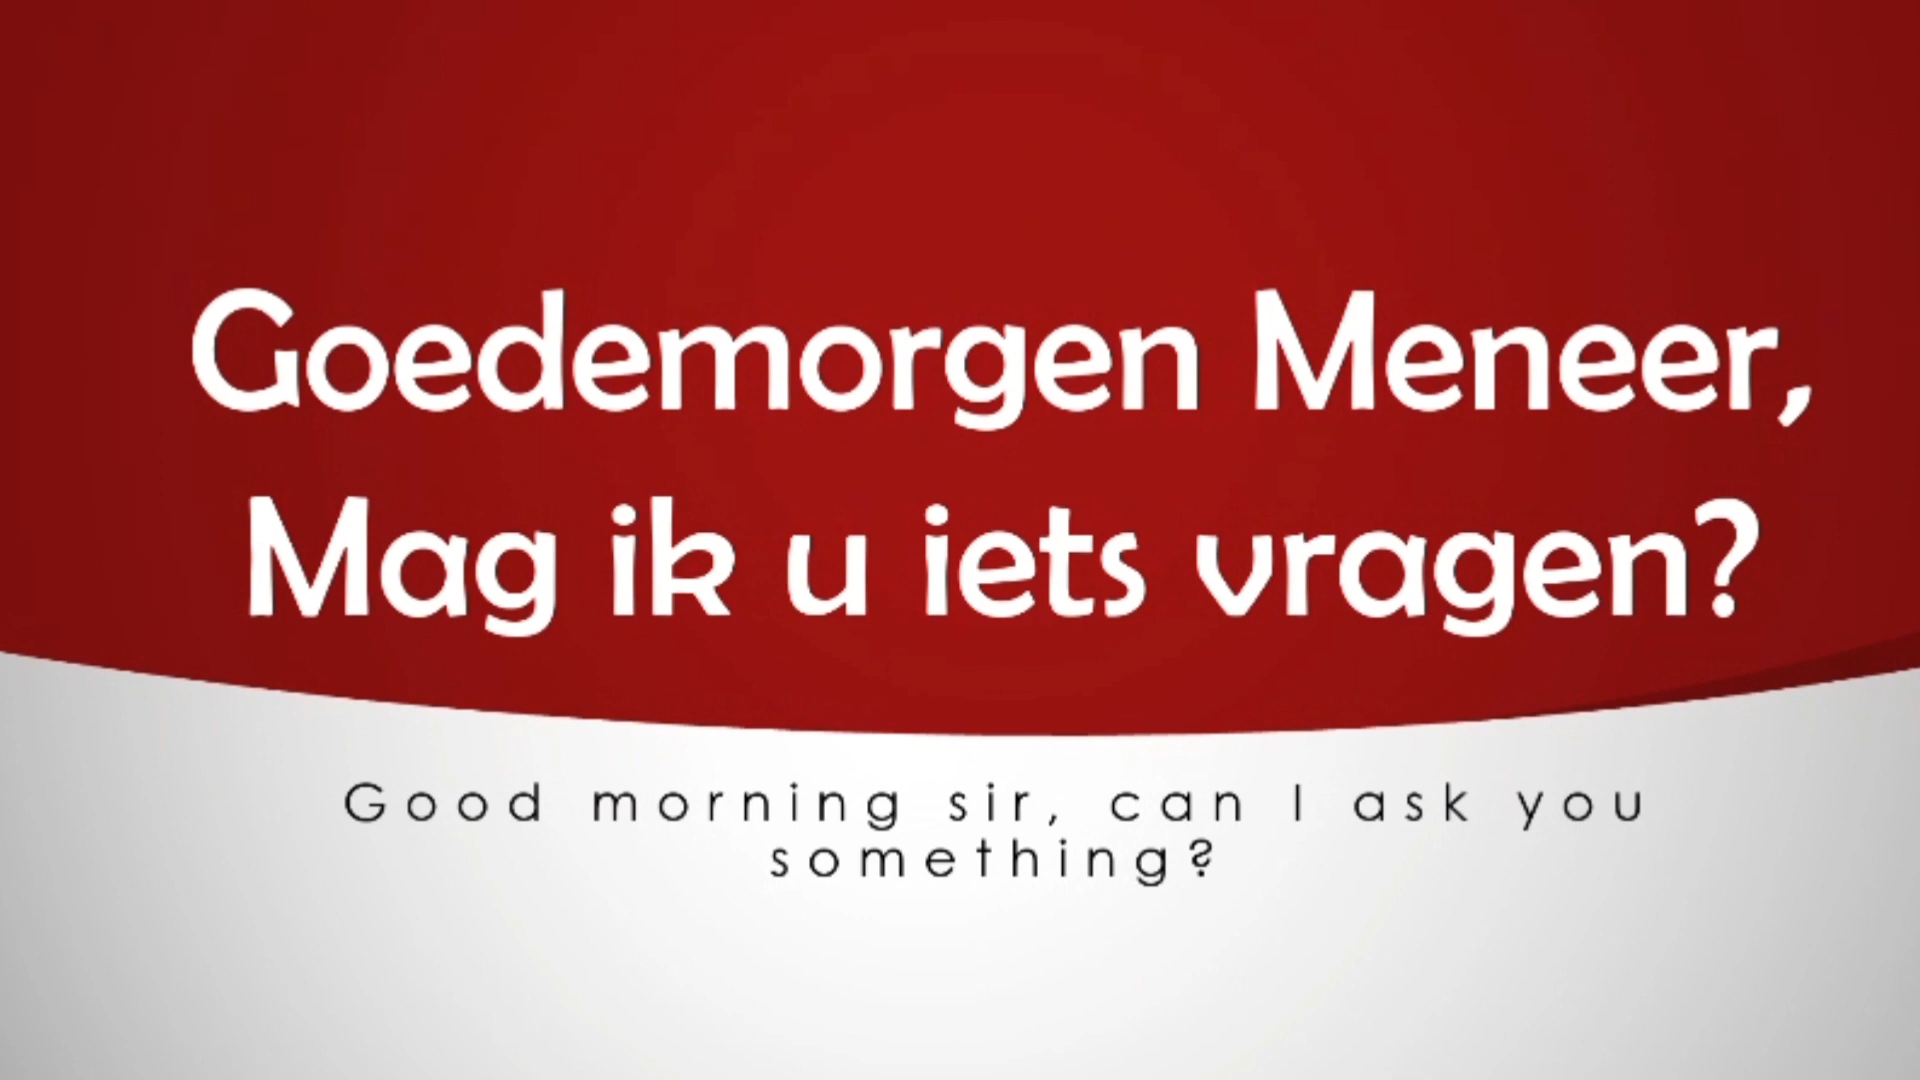 Goedemorgen Meneer,
Mag ik u iets vragen?
Good morning sir, can I ask you
something?